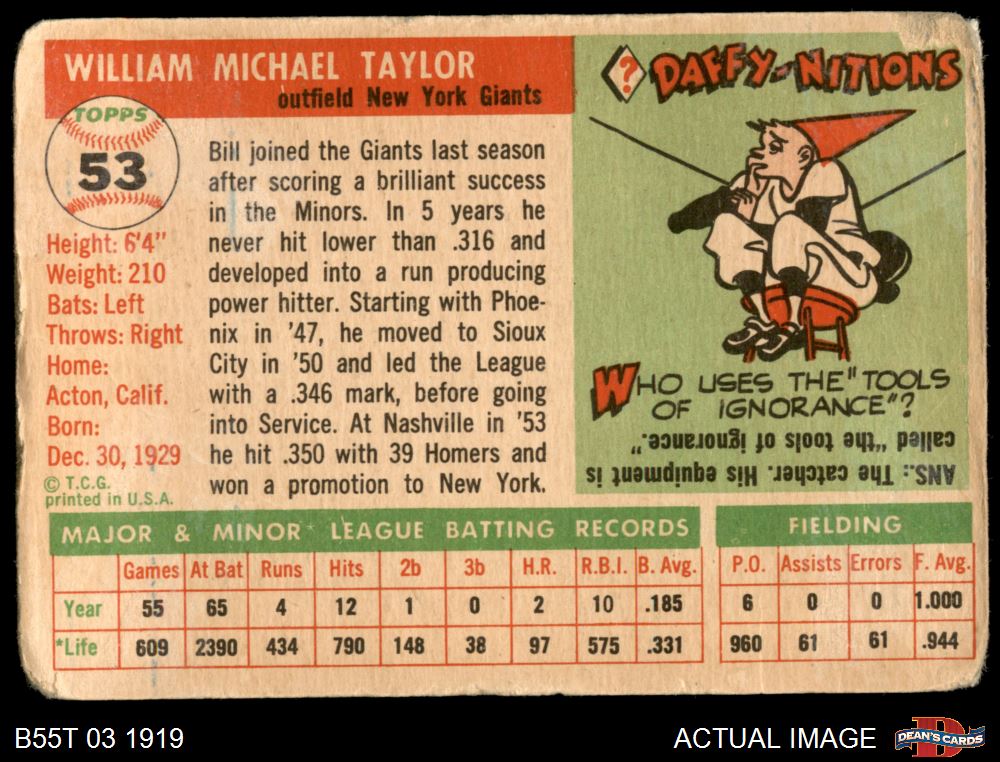 WILLIAM MICHAEL TAYLOR
outfield New York Giants
TOPPS
53
Height: 6'4"
Weight: 210
Bats: Left
Throws: Right
Home:
Acton, Calif.
Born:
Dec. 30, 1929
© T.C.G.
printed in U.S.A.
Bill joined the Giants last season
after scoring a brilliant success
in the Minors. In 5 years he
never hit lower than .316 and
developed into a run producing
power hitter. Starting with Phoe-
nix in '47, he moved to Sioux
City in '50 and led the League
with a .346 mark, before going
into Service. At Nashville in '53
he hit .350 with 39 Homers and
won a promotion to New York.
? DAFFY-NITIONS
WHO USES THE "TOOLS
OF IGNORANCE"?
ANS.: The catcher. His equipment is
called "the tools of ignorance."
MAJOR & MINOR LEAGUE BATTING RECORDS
Games At Bat Runs Hits 2b 3b H.R. R.B.I. B. Avg.
Year 55 65 4 12 1 0 2 10 .185
*Life 609 2390 434 790 148 38 97 575 .331
FIELDING
P.O. Assists Errors F. Avg.
6 0 0 1.000
960 61 61 .944
B55T 03 1919
ACTUAL IMAGE
D
DEAN'S CARDS